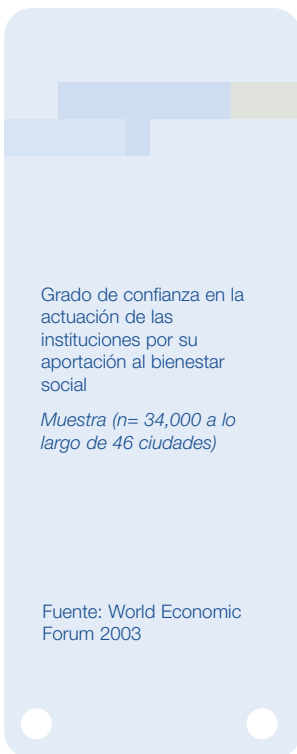 Grado de confianza en la
actuación de las
instituciones por su
aportación al bienestar
social
Muestra (n= 34,000 a lo
largo de 46 ciudades)
Fuente: World Economic
Forum 2003